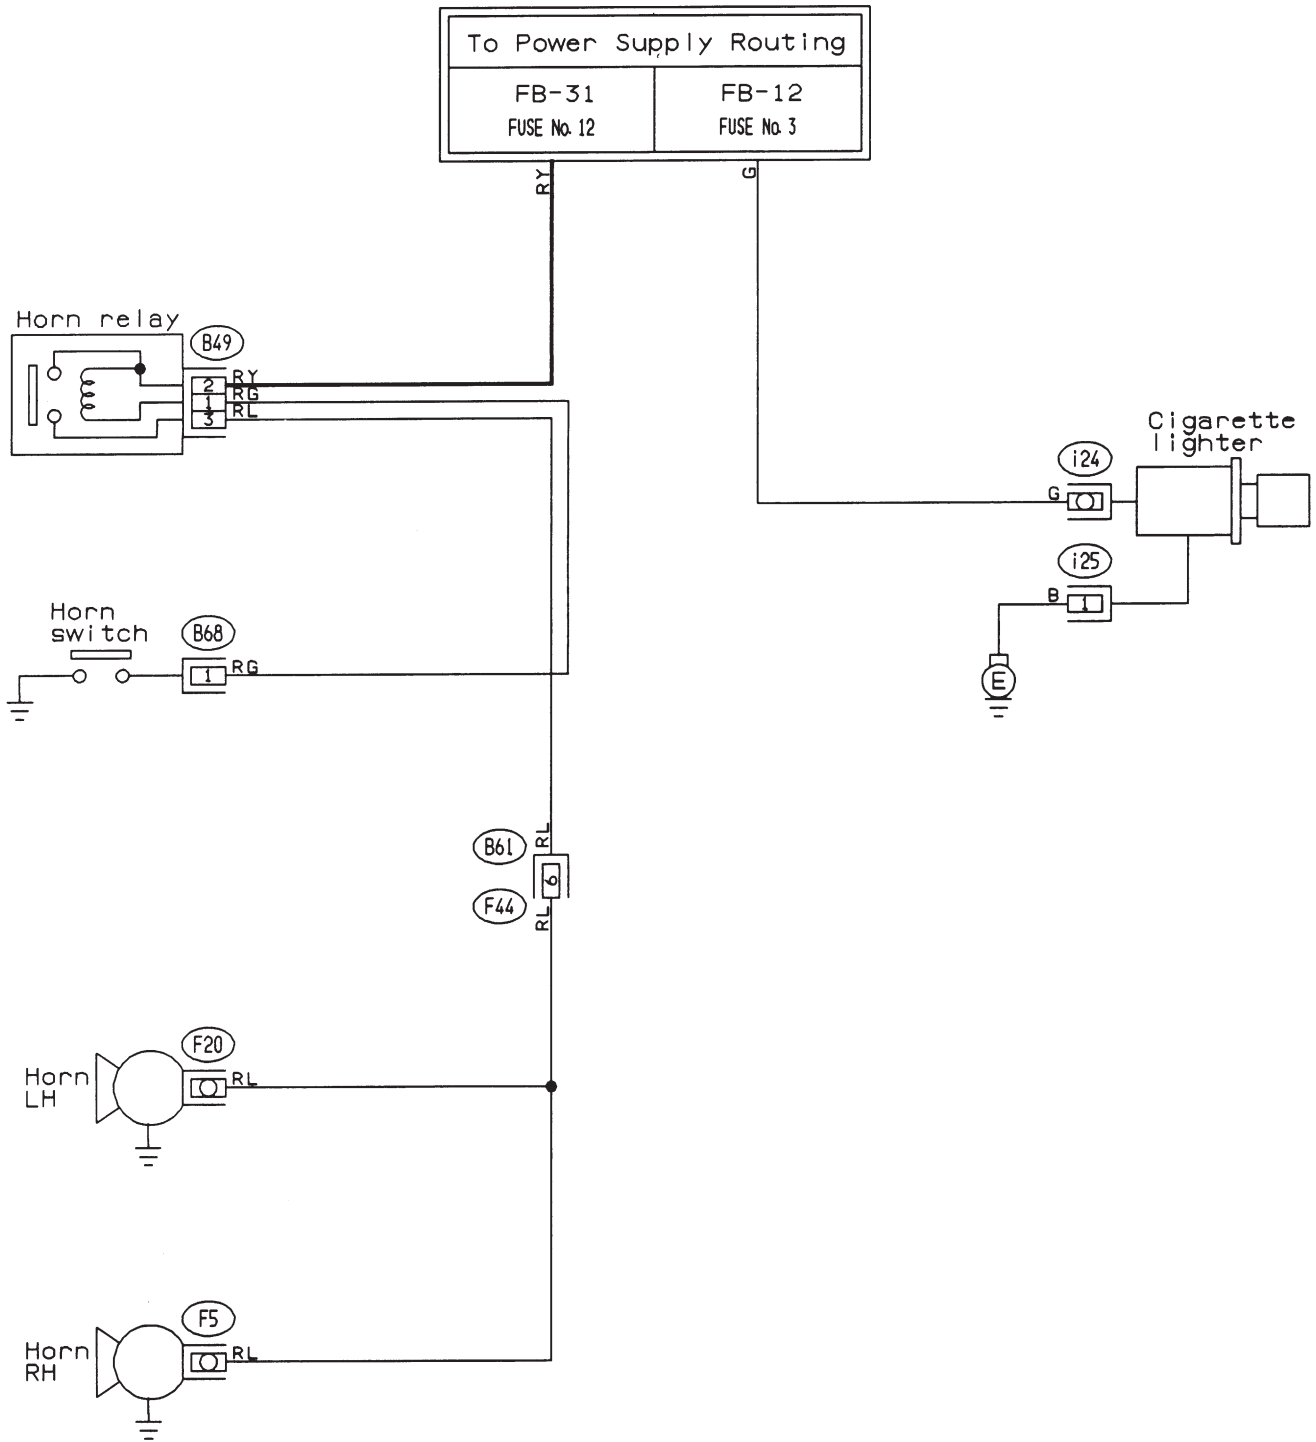 To Power Supply Routing
FB-31
FUSE No. 12
FB-12
FUSE No. 3
RY
G
Horn relay
B49
2
RY
1
RG
3
RL
Cigarette
lighter
i24
G
i25
B
1
E
Horn
switch
B68
1
RG
RL
B61
6
F44
RL
F20
Horn
LH
RL
F5
Horn
RH
RL